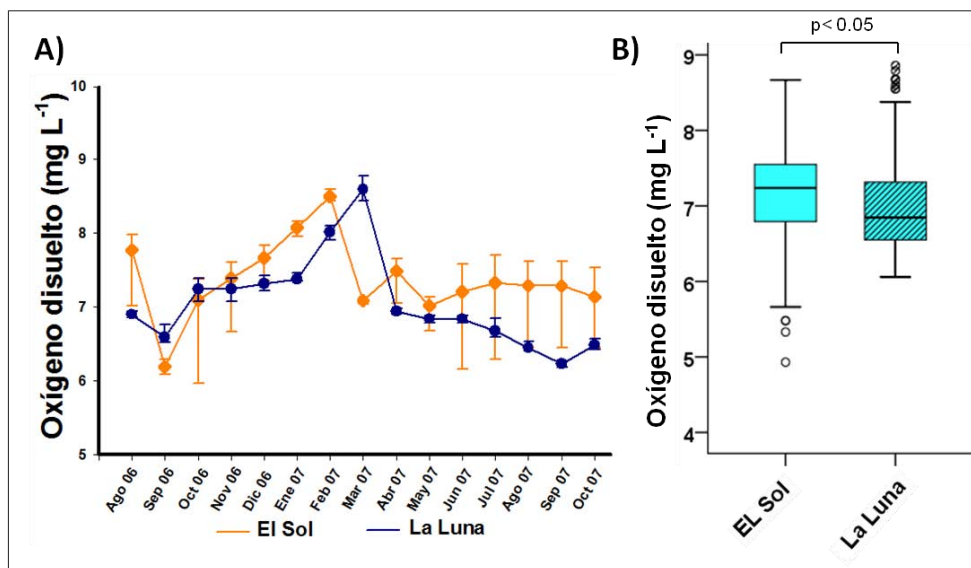 A)
Oxígeno disuelto (mg L-1)
10
9
8
7
6
5
Ago 06
Sep 06
Oct 06
Nov 06
Dic 06
Ene 07
Feb 07
Mar 07
Abr 07
May 07
Jun 07
Jul 07
Ago 07
Sep 07
Oct 07
El Sol
La Luna
B)
p< 0.05
Oxígeno disuelto (mg L-1)
9
8
7
6
5
4
EL Sol
La Luna